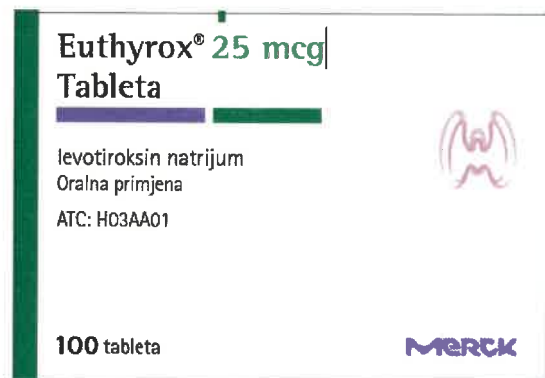 Euthyrox® 25 mcg
Tableta
levotiroksin natrijum
Oralna primjena
ATC: H03AA01
100 tableta
MERCK